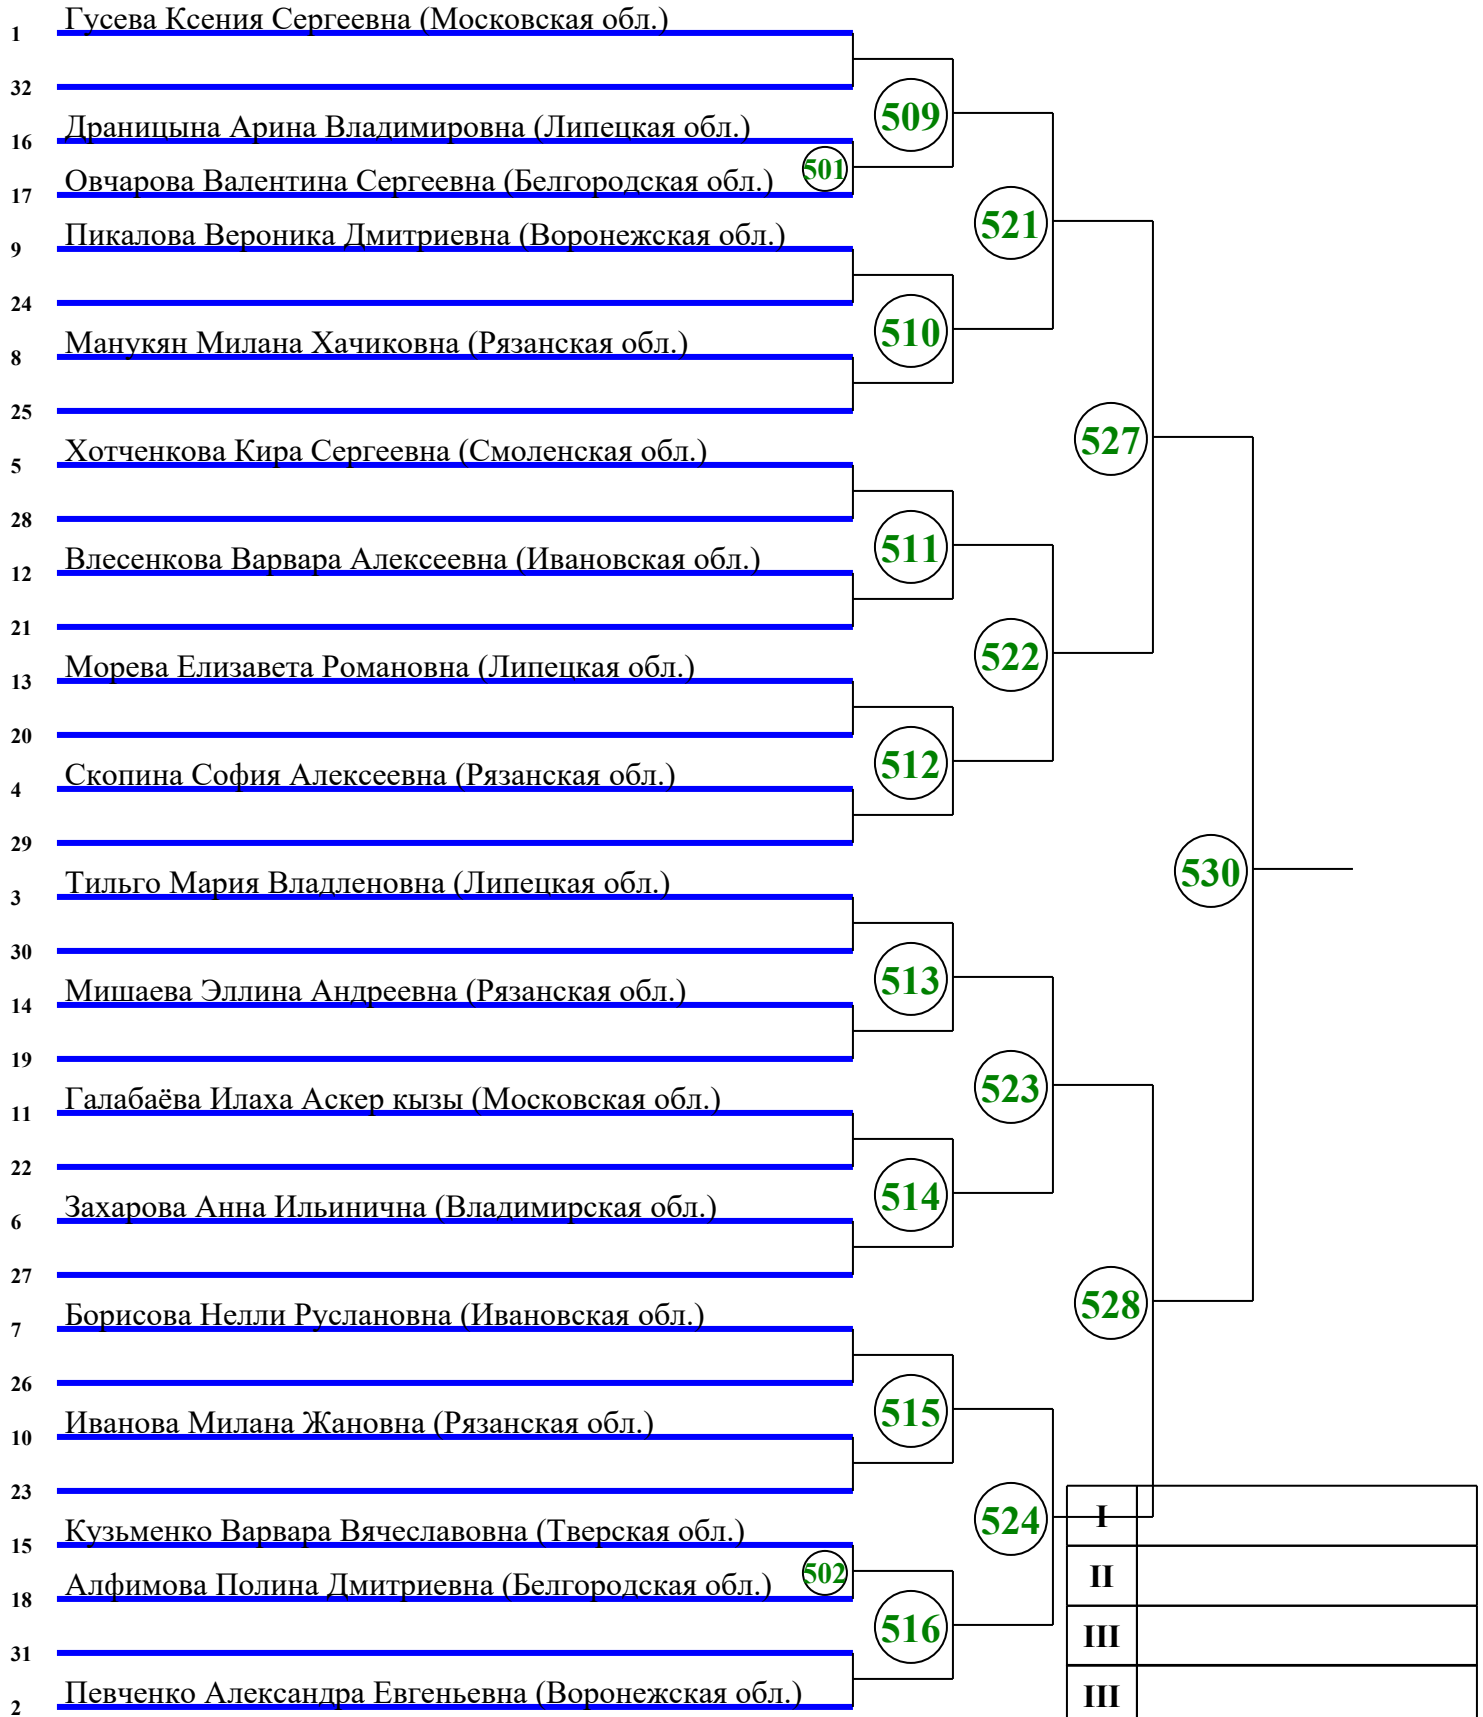 1 Гусева Ксения Сергеевна (Московская обл.)
32
509
16 Драницына Арина Владимировна (Липецкая обл.)
501
17 Овчарова Валентина Сергеевна (Белгородская обл.)
521
9 Пикалова Вероника Дмитриевна (Воронежская обл.)
24
510
8 Манукян Милана Хачиковна (Рязанская обл.)
25
527
5 Хотченкова Кира Сергеевна (Смоленская обл.)
28
511
12 Влесенкова Варвара Алексеевна (Ивановская обл.)
21
522
13 Морева Елизавета Романовна (Липецкая обл.)
20
512
4 Скопина София Алексеевна (Рязанская обл.)
29
530
3 Тильго Мария Владленовна (Липецкая обл.)
30
513
14 Мишаева Эллина Андреевна (Рязанская обл.)
19
523
11 Галабаёва Илаха Аскер кызы (Московская обл.)
22
514
6 Захарова Анна Ильинична (Владимирская обл.)
27
528
7 Борисова Нелли Руслановна (Ивановская обл.)
26
515
10 Иванова Милана Жановна (Рязанская обл.)
23
524
I
15 Кузьменко Варвара Вячеславовна (Тверская обл.)
502
II
18 Алфимова Полина Дмитриевна (Белгородская обл.)
516
III
31
2 Певченко Александра Евгеньевна (Воронежская обл.)
III